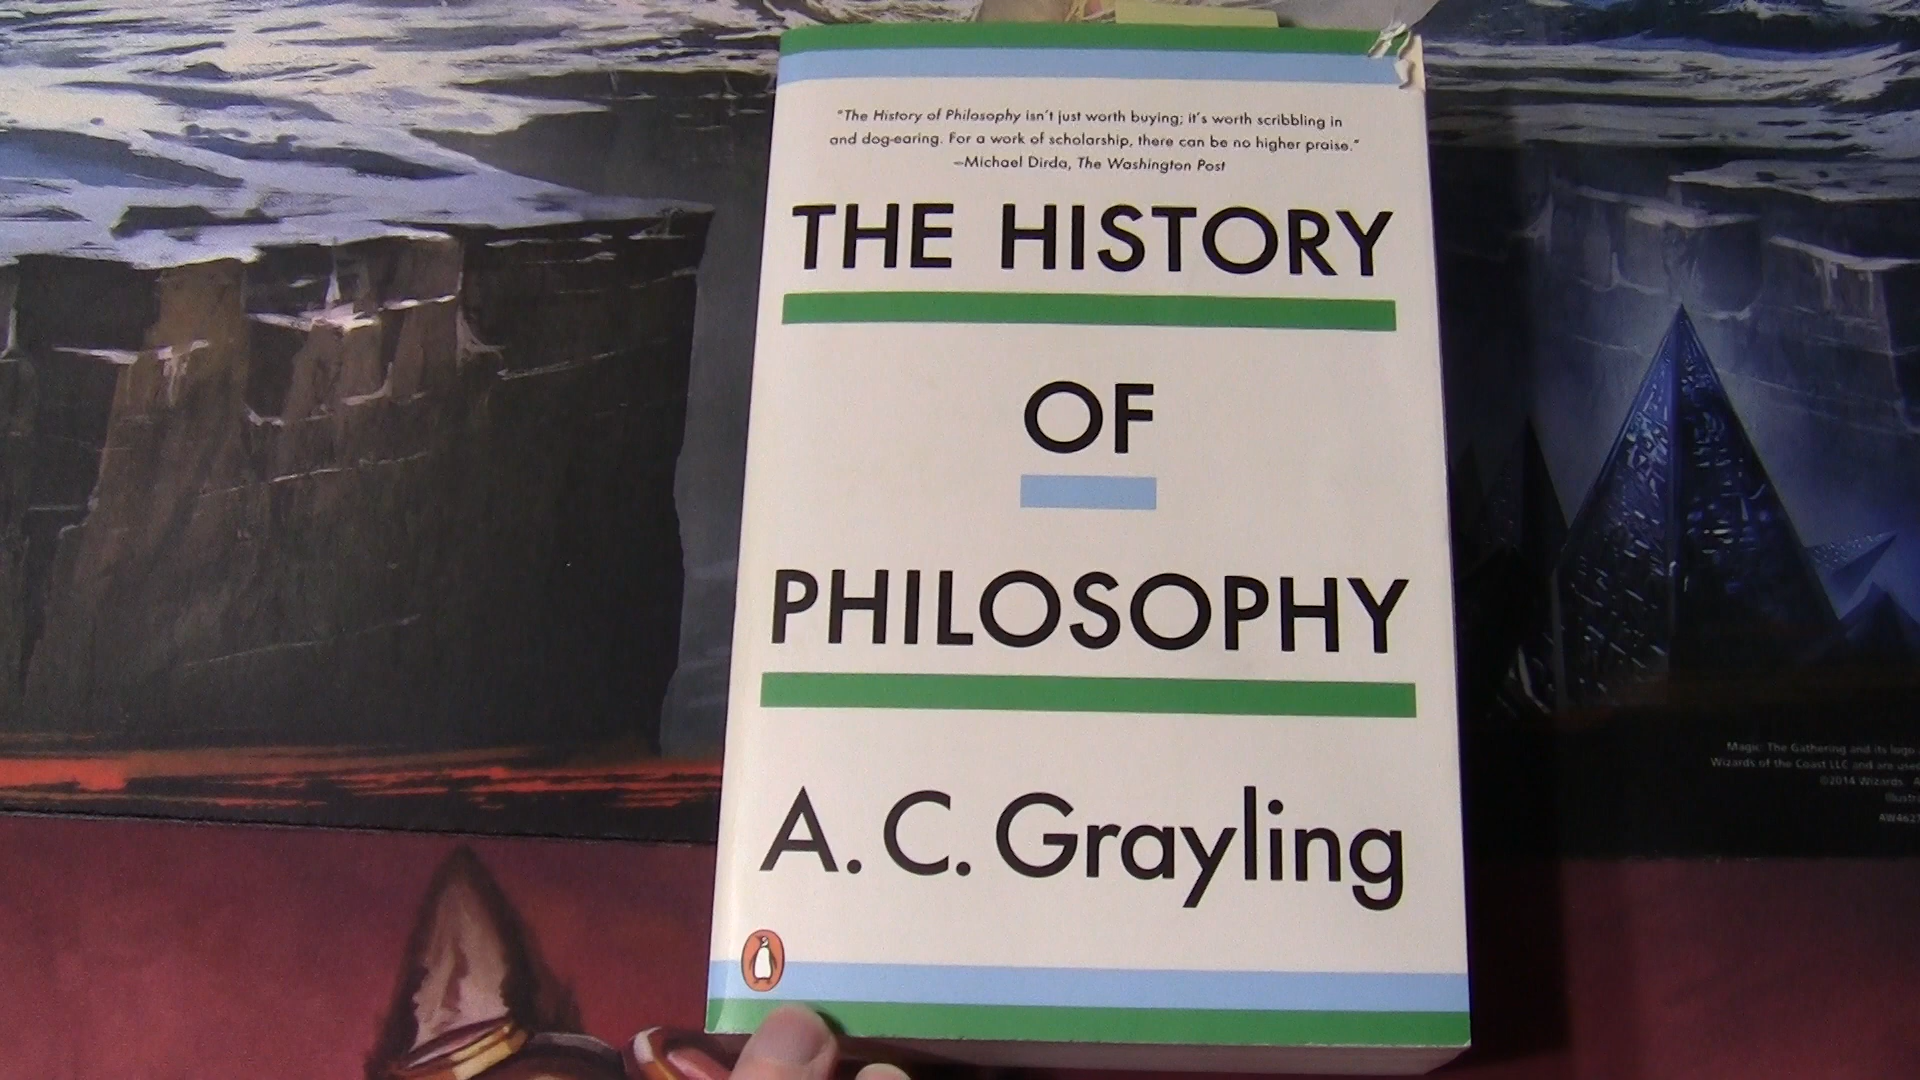 "The History of Philosophy isn't just worth buying; it's worth scribbling in
and dog-earing. For a work of scholarship, there can be no higher praise."
—Michael Dirda, The Washington Post
THE HISTORY
OF
PHILOSOPHY
A. C. Grayling
Magic: The Gathering and its logo
Wizards of the Coast LLC and are used
©2014 Wizards.